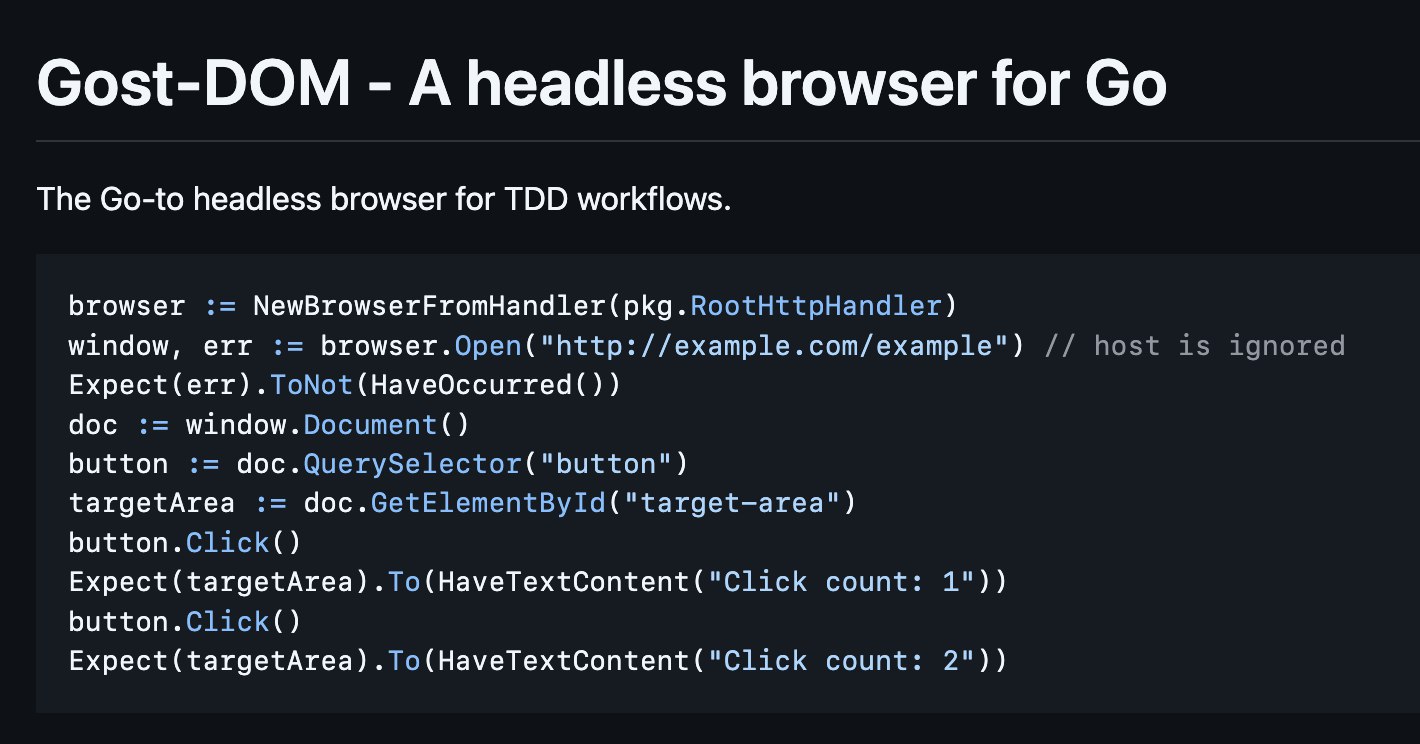 Gost-DOM - A headless browser for Go
The Go-to headless browser for TDD workflows.
browser := NewBrowserFromHandler(pkg.RootHttpHandler)
window, err := browser.Open("http://example.com/example") // host is ignored
Expect(err).ToNot(HaveOccurred())
doc := window.Document()
button := doc.QuerySelector("button")
targetArea := doc.GetElementById("target-area")
button.Click()
Expect(targetArea).To(HaveTextContent("Click count: 1"))
button.Click()
Expect(targetArea).To(HaveTextContent("Click count: 2"))